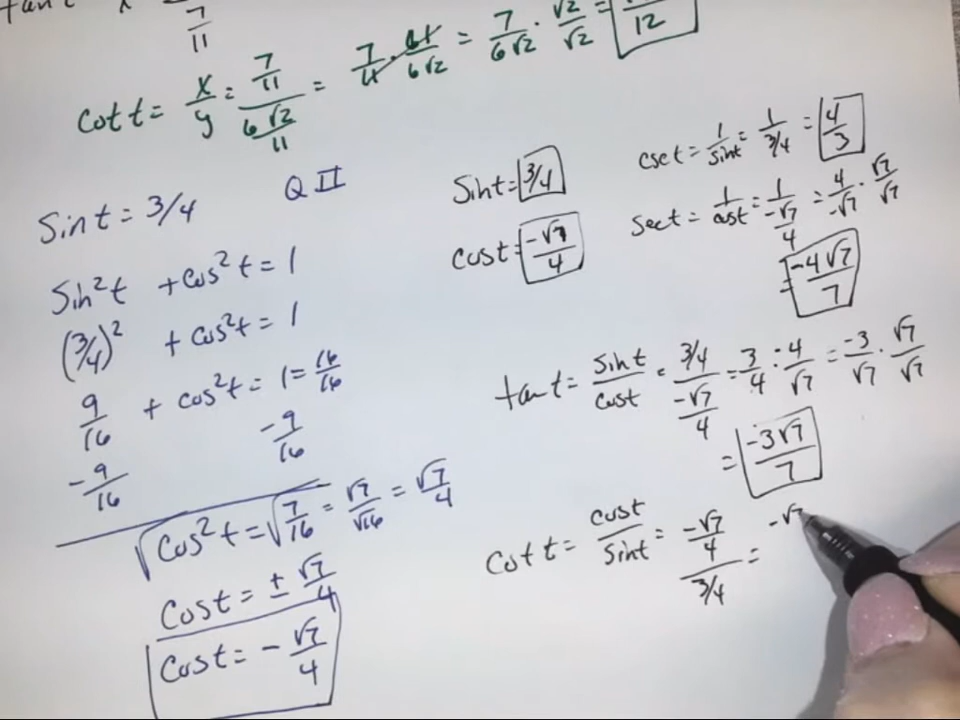 tan t
x
7/11
cot t = x/y = (7/11)/(6√2/11) = 7/11 · 11/6√2 = 7/6√2 · √2/√2 = /12
Sin t = 3/4 Q II
Sin²t + cos²t = 1
(3/4)² + cos²t = 1
9/16 + cos²t = 1 = 16/16
-9/16 -9/16
√cos²t = √7/16 = √7/√16 = √7/4
Cos t = ± √7/4
Cos t = - √7/4
Sin t = 3/4
cos t = -√7/4
csc t = 1/sin t = 1/3/4 = 4/3
sec t = 1/cos t = 1/(-√7/4) = 4/-√7 · √7/√7
= -4√7/7
tan t = sin t/cos t = (3/4)/(-√7/4) = 3/4 · -4/√7 = -3/√7 · √7/√7
= -3√7/7
Cot t = cos t/sin t = (-√7/4)/(3/4) = -√7